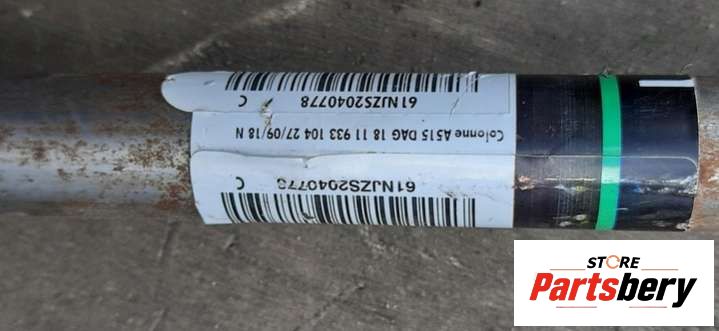 61NJZS2040778 C
Colonne A515 DAG 18 11 933 104 27/09/18 N
61NJZS2040778 C
STORE
Partsbery